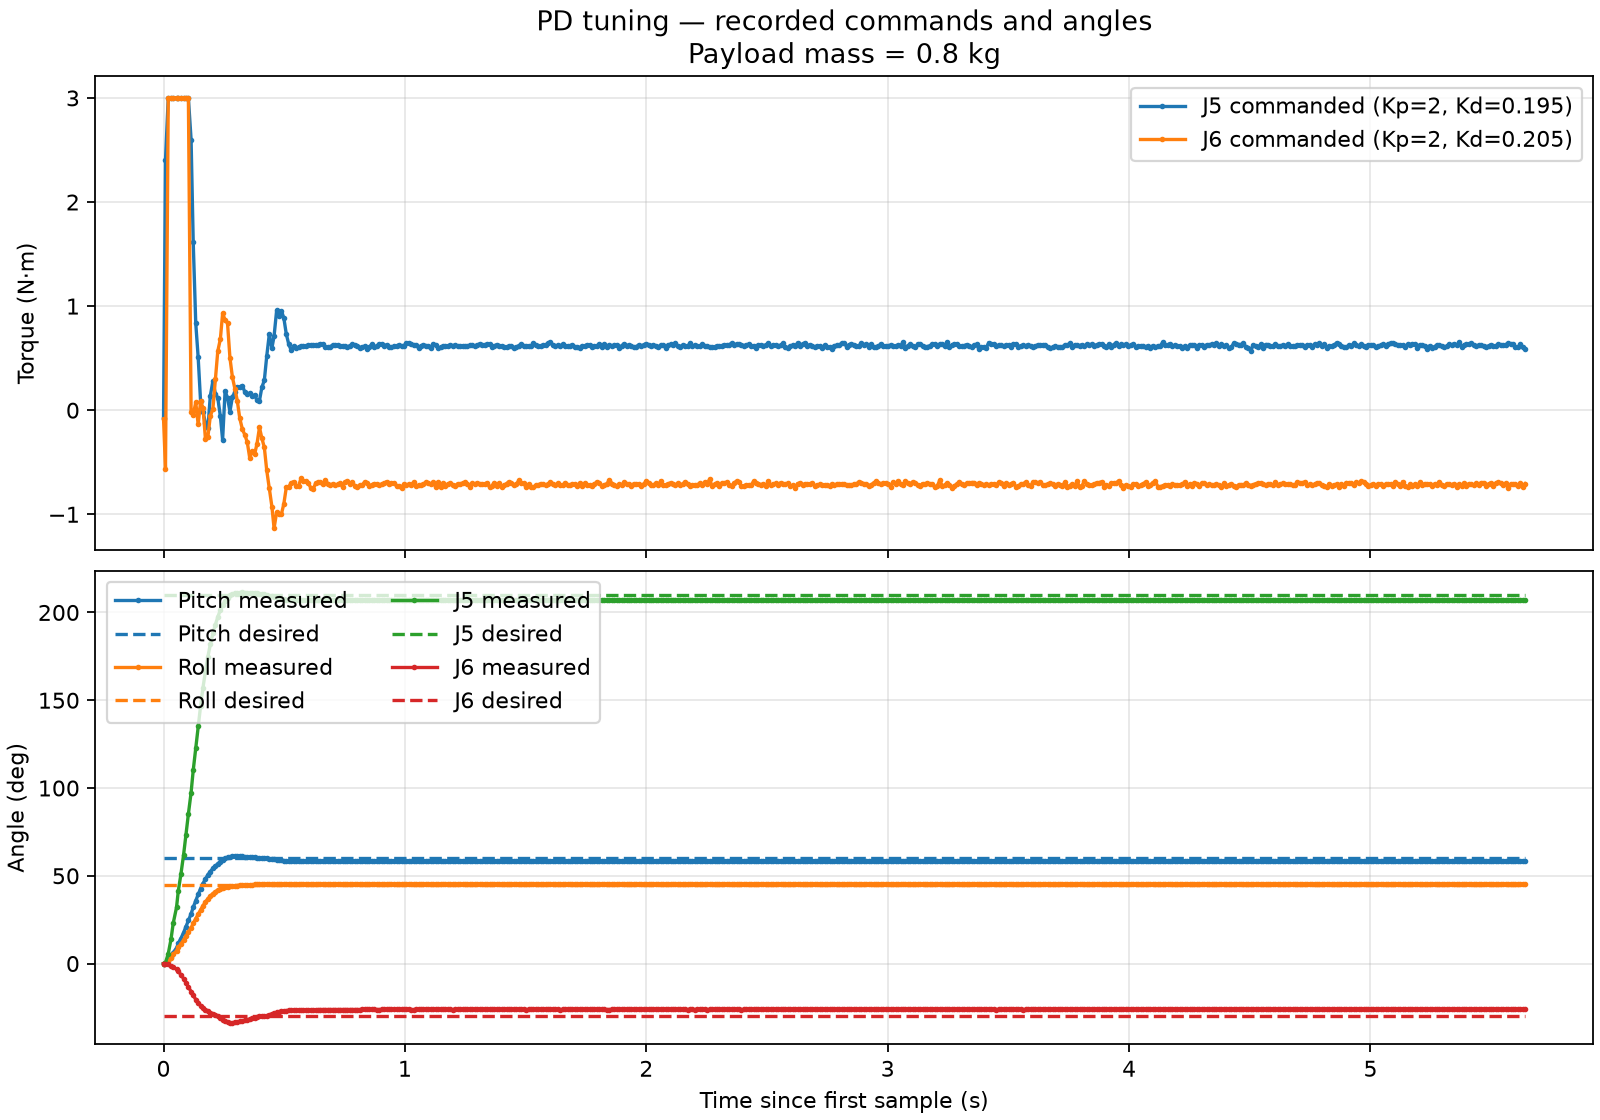 PD tuning — recorded commands and angles
Payload mass = 0.8 kg
3
2
1
0
−1
Torque (N·m)
J5 commanded (Kp=2, Kd=0.195)
J6 commanded (Kp=2, Kd=0.205)
200
150
100
50
0
Angle (deg)
Pitch measured
Pitch desired
Roll measured
Roll desired
J5 measured
J5 desired
J6 measured
J6 desired
0 1 2 3 4 5
Time since first sample (s)